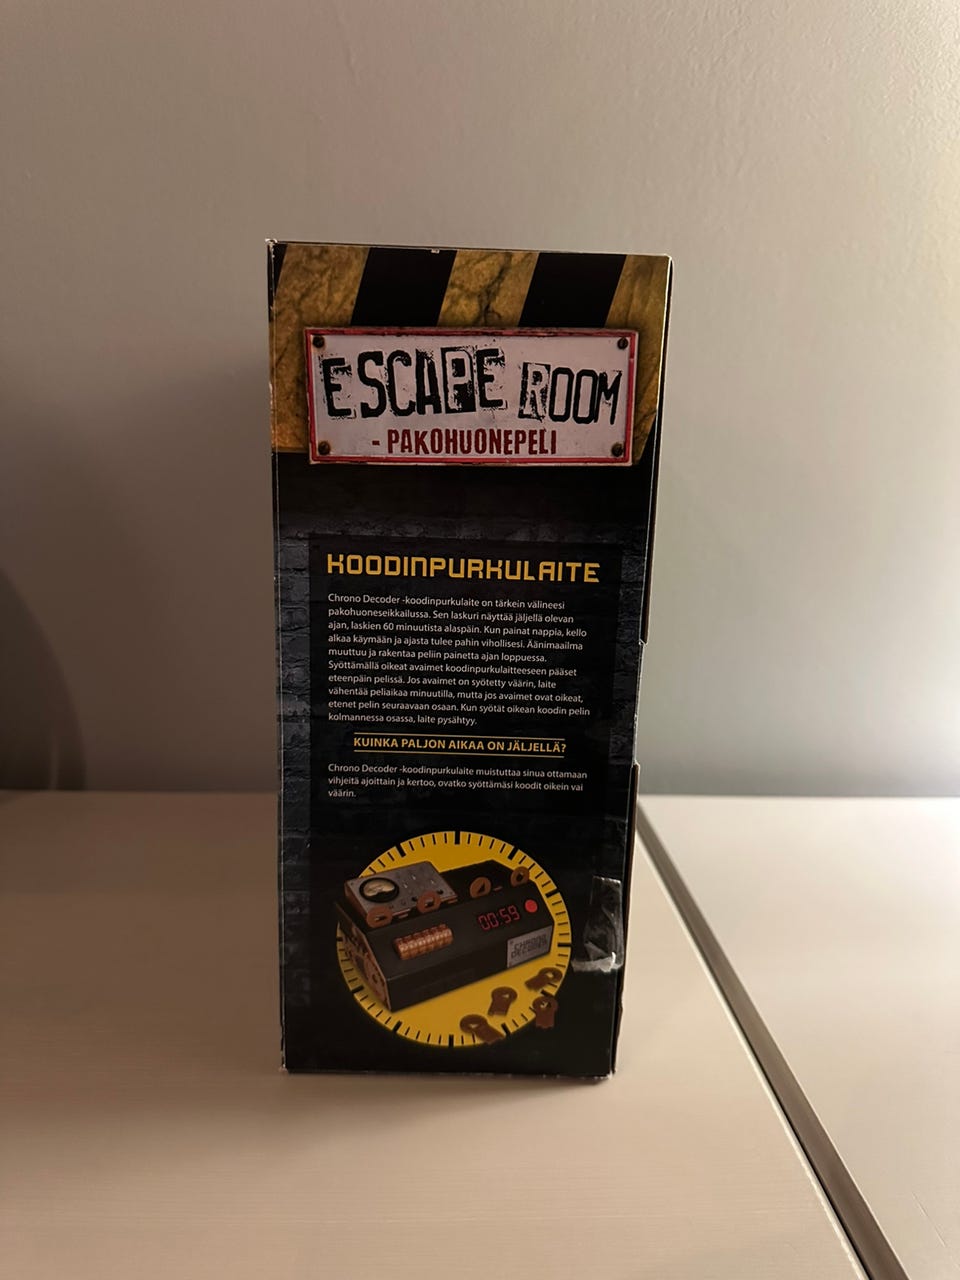 ESCAPE ROOM
- PAKOHUONEPELI
KOODINPURKULAITE
Chrono Decoder -koodinpurkulaite on tärkein välineesi
pakohuoneseikkailussa. Sen laskuri näyttää jäljellä olevan
ajan, laskien 60 minuutista alaspäin. Kun painat nappia, kello
alkaa käymään ja ajasta tulee pahin vihollisesi. Äänimaailma
muuttuu ja rakentaa peliin painetta ajan loppuessa.
Syöttämällä oikeat avaimet koodinpurkulaitteeseen pääset
eteenpäin pelissä. Jos avaimet on syötetty väärin, laite
vähentää peliaikaa minuutilla, mutta jos avaimet ovat oikeat,
etenet pelin seuraavaan osaan. Kun syötät oikean koodin pelin
kolmannessa osassa, laite pysähtyy.
KUINKA PALJON AIKAA ON JÄLJELLÄ?
Chrono Decoder -koodinpurkulaite muistuttaa sinua ottamaan
vihjeitä ajoittain ja kertoo, ovatko syöttämäsi koodit oikein vai
väärin.
00:59
CHRONO
DECODER